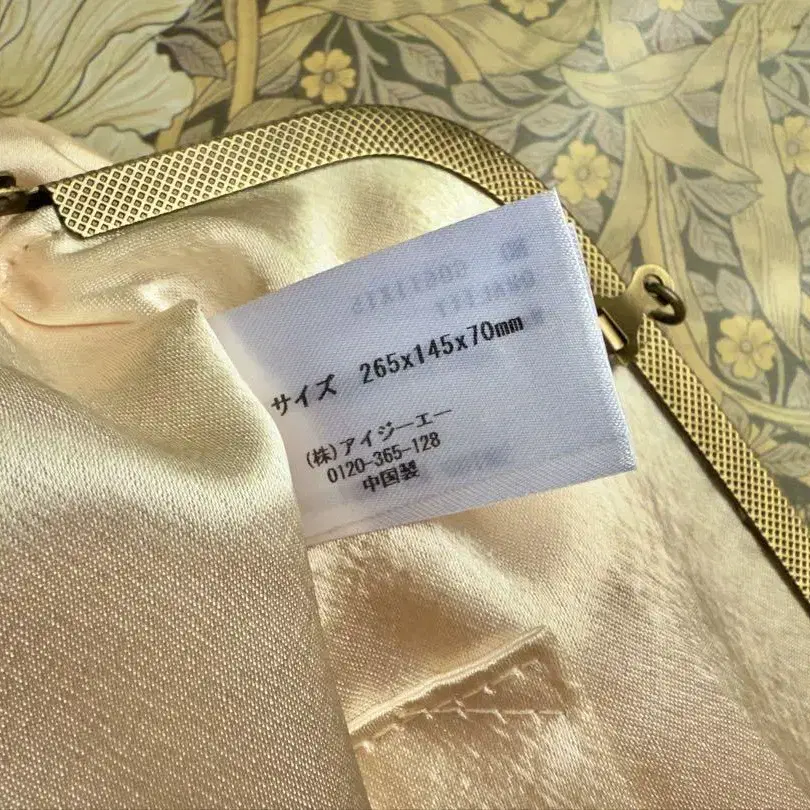 サイズ 265x145x70mm
(株)アイジーエー
0120-365-128
中国製